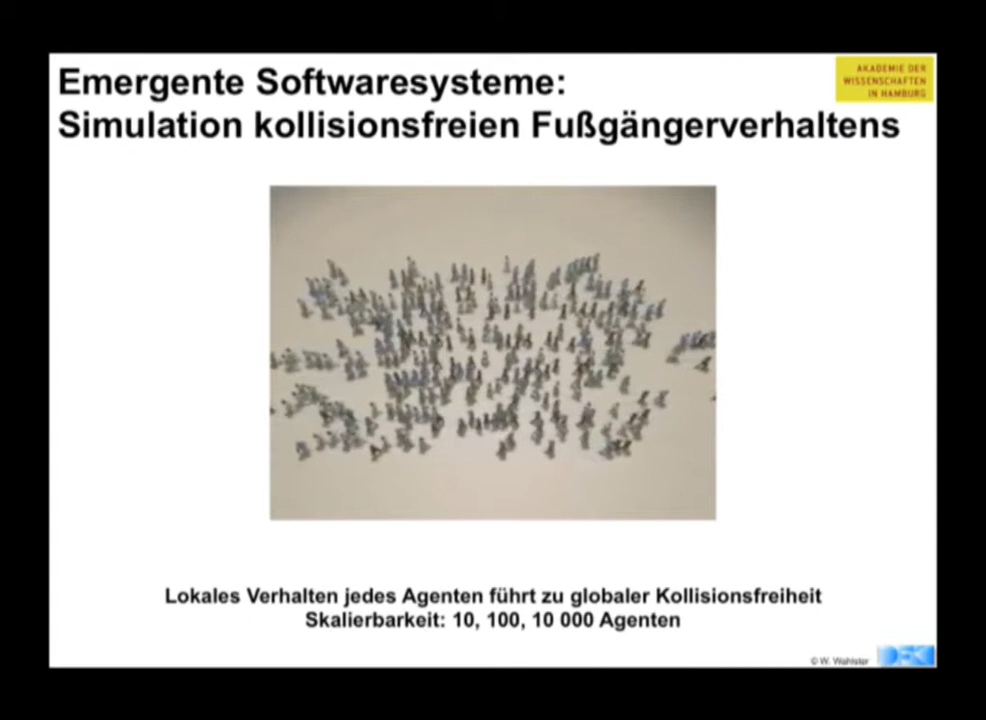 Emergente Softwaresysteme:
Simulation kollisionsfreien Fußgängerverhaltens
AKADEMIE DER
WISSENSCHAFTEN
IN HAMBURG
Lokales Verhalten jedes Agenten führt zu globaler Kollisionsfreiheit
Skalierbarkeit: 10, 100, 10 000 Agenten
© W. Wahlster
DFKI